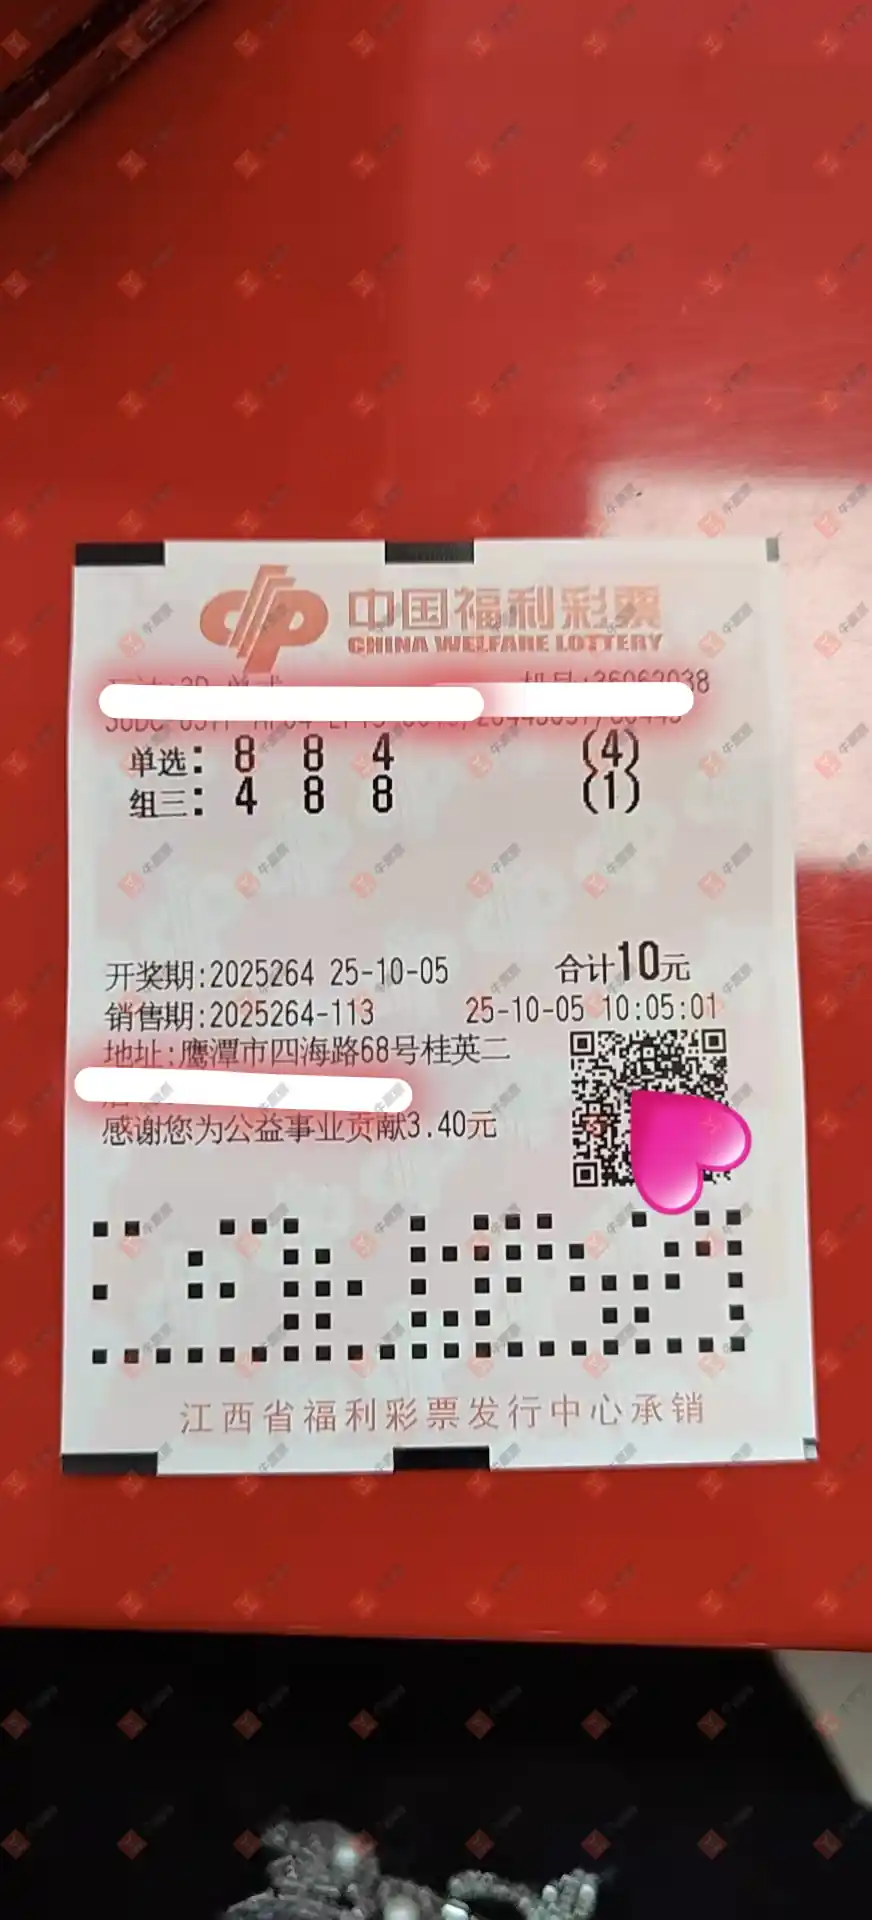 中国福利彩票
CHINA WELFARE LOTTERY
单选: 8 8 4 (4)
组三: 4 8 8 (1)
开奖期:2025264 25-10-05 合计10元
销售期:2025264-113 25-10-05 10:05:01
地址:鹰潭市四海路68号桂英二
感谢您为公益事业贡献3.40元
江西省福利彩票发行中心承销